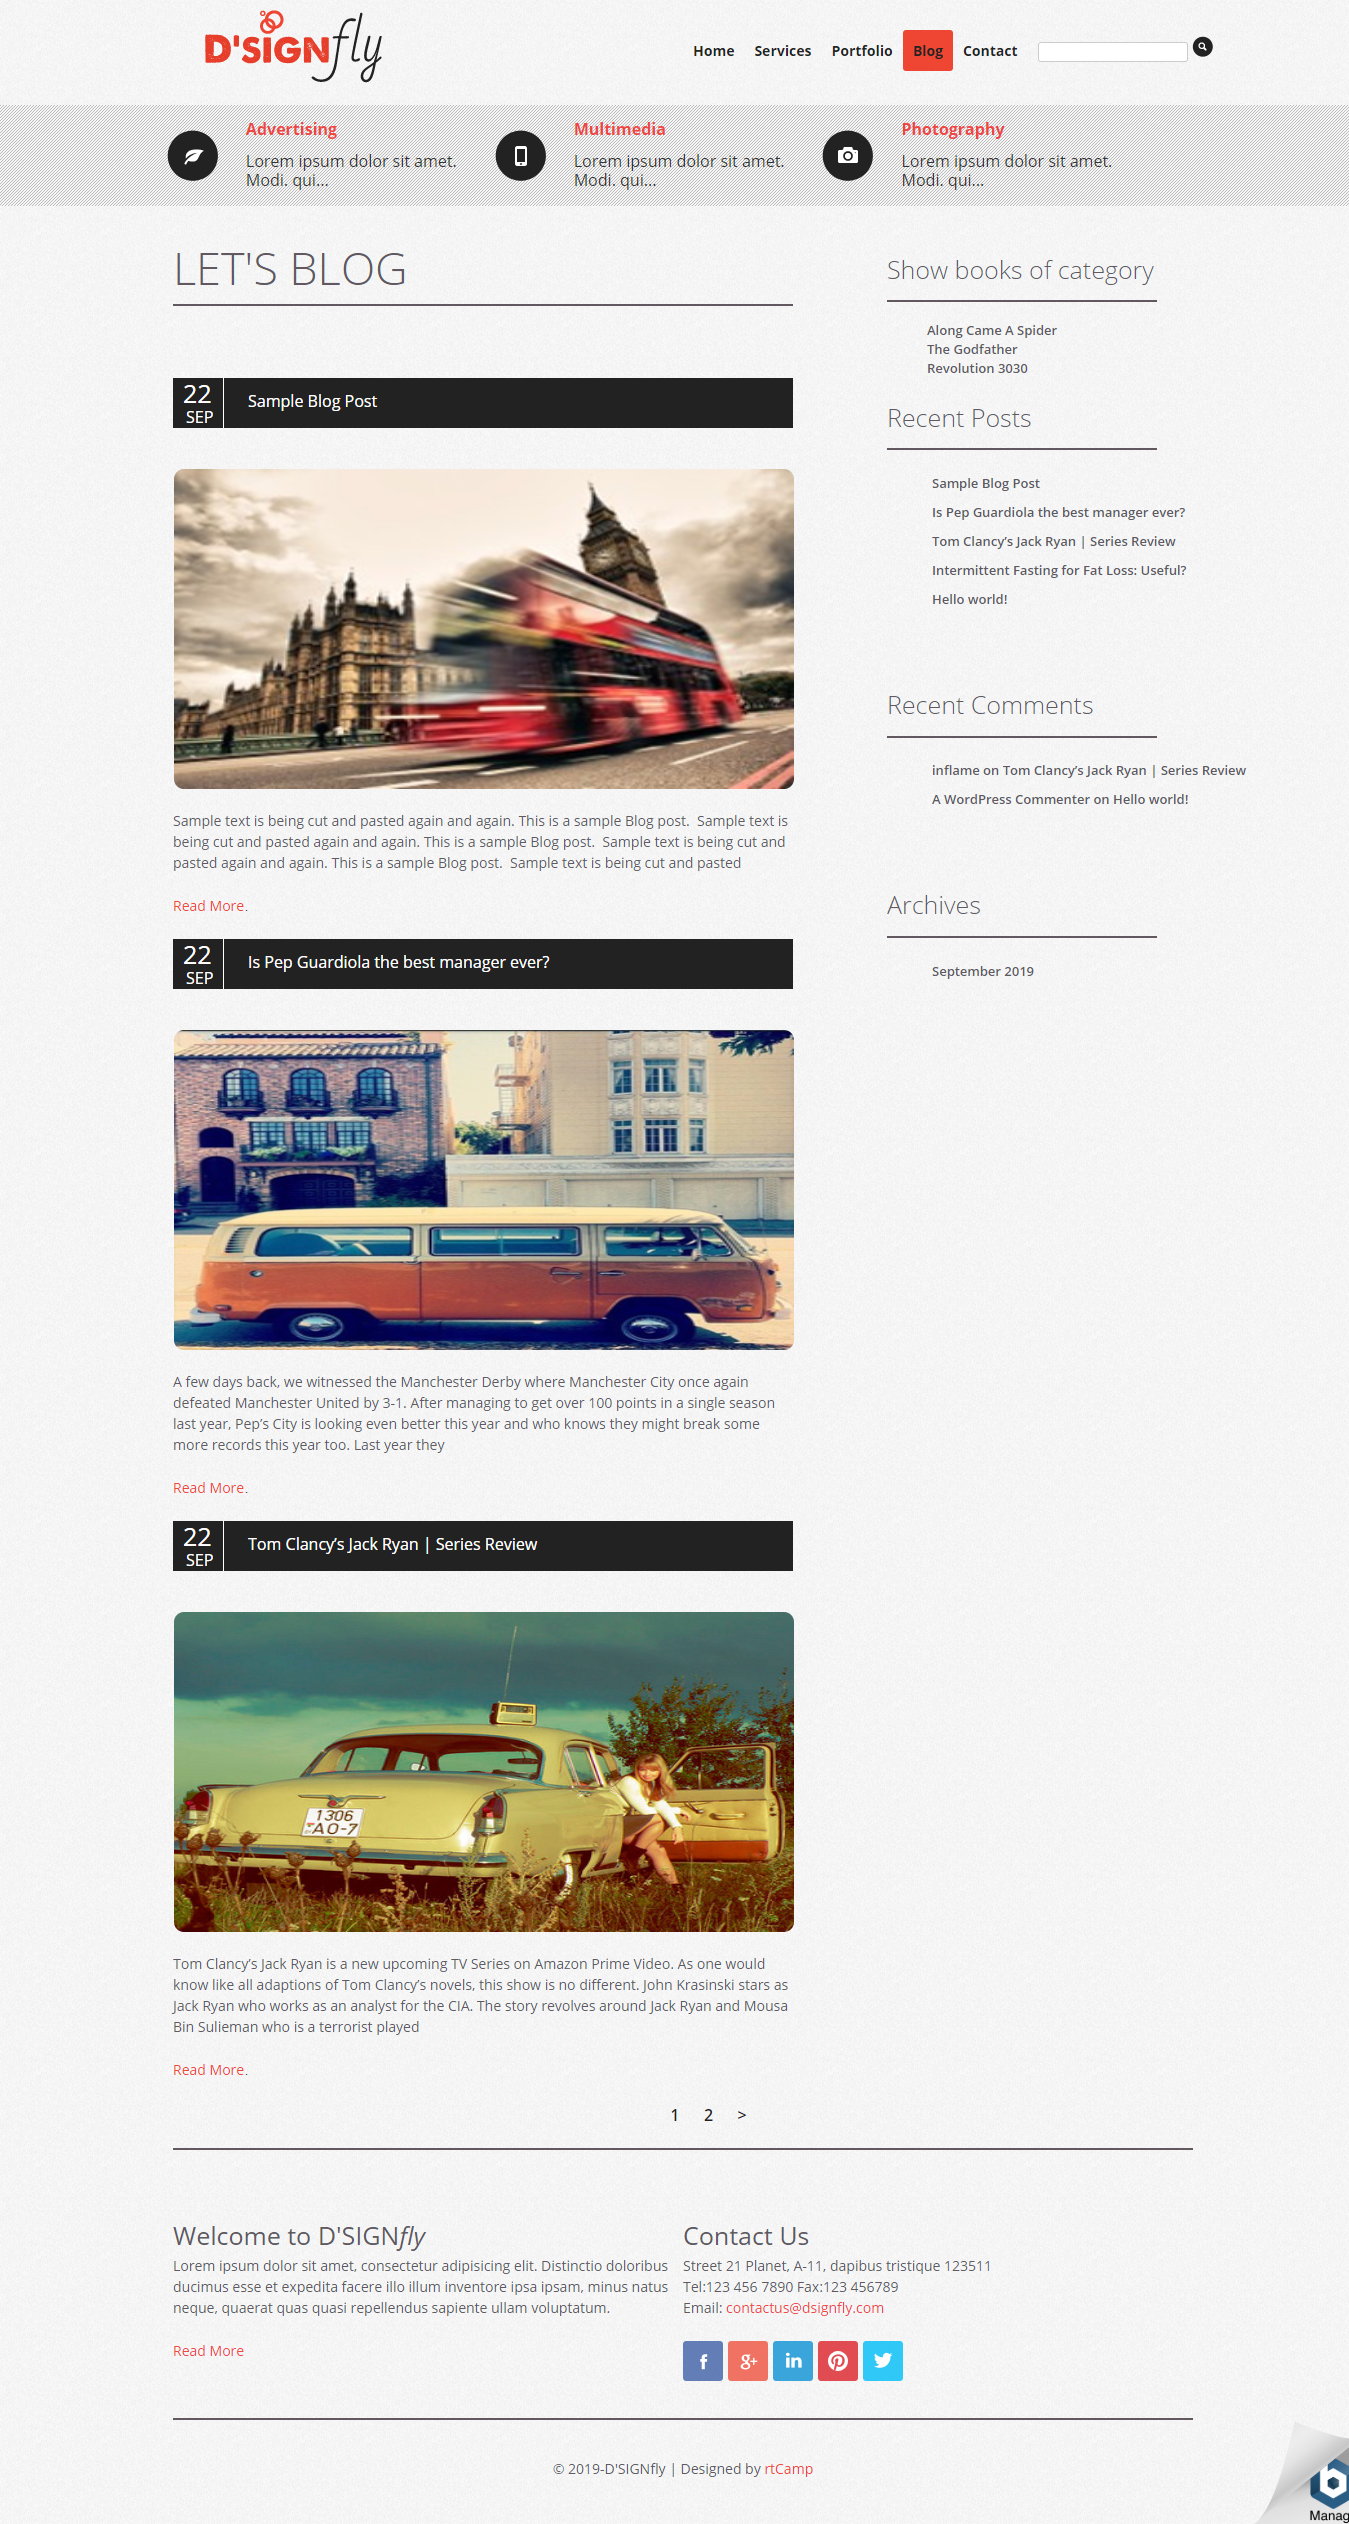 D'SIGNfly
Home Services Portfolio Blog Contact
Advertising
Lorem ipsum dolor sit amet.
Modi. qui...
Multimedia
Lorem ipsum dolor sit amet.
Modi. qui...
Photography
Lorem ipsum dolor sit amet.
Modi. qui...
LET'S BLOG
22
SEP
Sample Blog Post
Sample text is being cut and pasted again and again. This is a sample Blog post.  Sample text is
being cut and pasted again and again. This is a sample Blog post.  Sample text is being cut and
pasted again and again. This is a sample Blog post.  Sample text is being cut and pasted
Read More.
22
SEP
Is Pep Guardiola the best manager ever?
A few days back, we witnessed the Manchester Derby where Manchester City once again
defeated Manchester United by 3-1. After managing to get over 100 points in a single season
last year, Pep’s City is looking even better this year and who knows they might break some
more records this year too. Last year they
Read More.
22
SEP
Tom Clancy’s Jack Ryan | Series Review
1306
AO-7
Tom Clancy’s Jack Ryan is a new upcoming TV Series on Amazon Prime Video. As one would
know like all adaptions of Tom Clancy’s novels, this show is no different. John Krasinski stars as
Jack Ryan who works as an analyst for the CIA. The story revolves around Jack Ryan and Mousa
Bin Sulieman who is a terrorist played
Read More.
1 2 >
Show books of category
Along Came A Spider
The Godfather
Revolution 3030
Recent Posts
Sample Blog Post
Is Pep Guardiola the best manager ever?
Tom Clancy’s Jack Ryan | Series Review
Intermittent Fasting for Fat Loss: Useful?
Hello world!
Recent Comments
inflame on Tom Clancy’s Jack Ryan | Series Review
A WordPress Commenter on Hello world!
Archives
September 2019
Welcome to D'SIGNfly
Lorem ipsum dolor sit amet, consectetur adipisicing elit. Distinctio doloribus
ducimus esse et expedita facere illo illum inventore ipsa ipsam, minus natus
neque, quaerat quas quasi repellendus sapiente ullam voluptatum.
Read More
Contact Us
Street 21 Planet, A-11, dapibus tristique 123511
Tel:123 456 7890 Fax:123 456789
Email: contactus@dsignfly.com
f g+ in
© 2019-D'SIGNfly | Designed by rtCamp
b
Manag